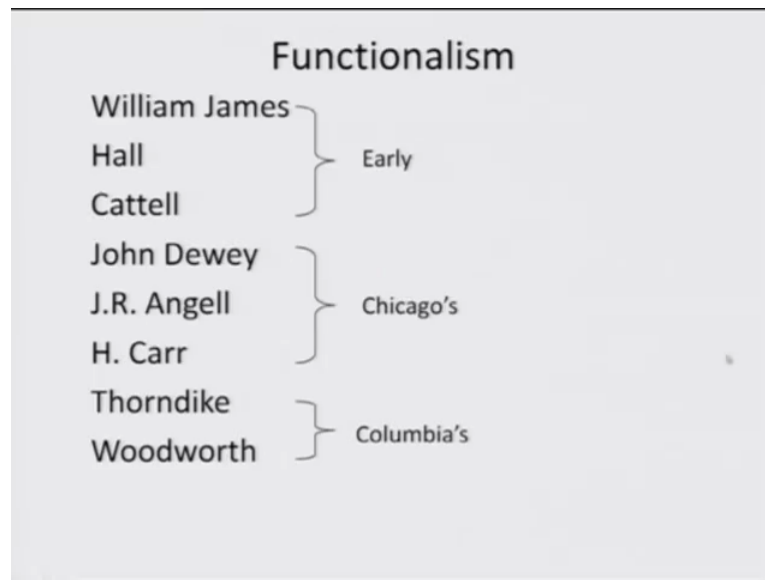 Functionalism
William James
Hall
Early
Cattell
John Dewey
J.R. Angell
Chicago's
H. Carr
Thorndike
Columbia's
Woodworth